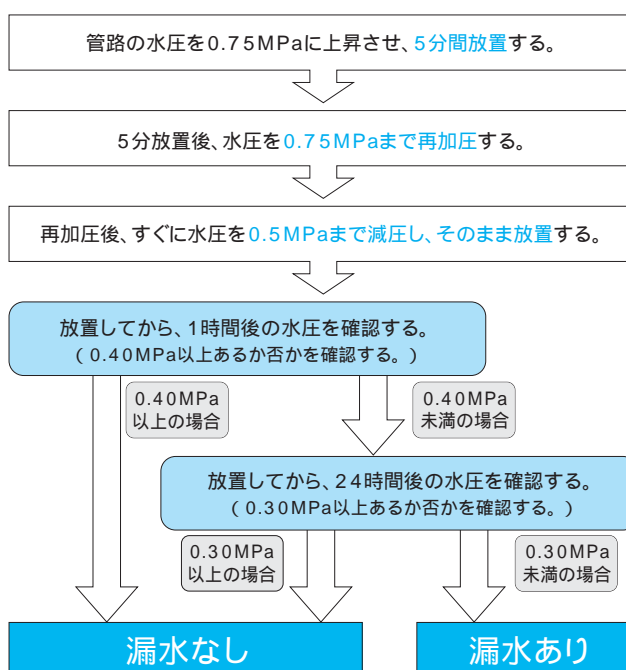 管路の水圧を0.75MPaに上昇させ、5分間放置する。
5分放置後、水圧を0.75MPaまで再加圧する。
再加圧後、すぐに水圧を0.5MPaまで減圧し、そのまま放置する。
放置してから、1時間後の水圧を確認する。
（0.40MPa以上あるか否かを確認する。）
0.40MPa
以上の場合
0.40MPa
未満の場合
放置してから、24時間後の水圧を確認する。
（0.30MPa以上あるか否かを確認する。）
0.30MPa
以上の場合
0.30MPa
未満の場合
漏水なし
漏水あり